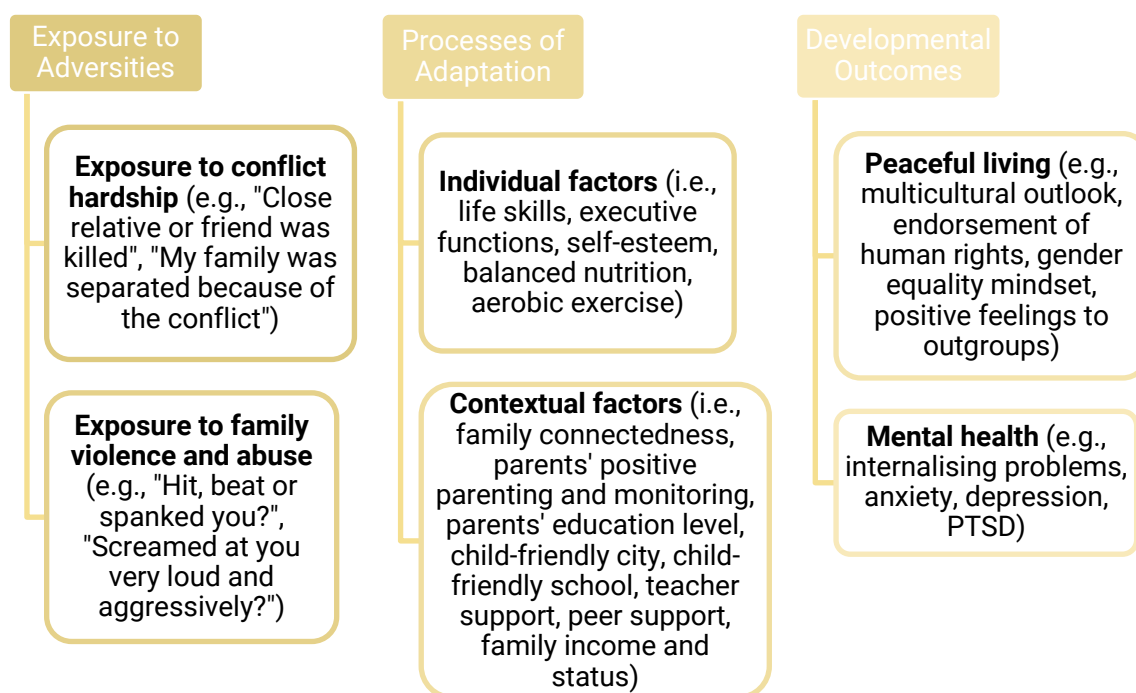 Exposure to
Adversities
Exposure to conflict
hardship (e.g., "Close
relative or friend was
killed", "My family was
separated because of
the conflict")
Exposure to family
violence and abuse
(e.g., "Hit, beat or
spanked you?",
"Screamed at you
very loud and
aggressively?")
Processes of
Adaptation
Individual factors (i.e.,
life skills, executive
functions, self-esteem,
balanced nutrition,
aerobic exercise)
Contextual factors (i.e.,
family connectedness,
parents' positive
parenting and monitoring,
parents' education level,
child-friendly city, child-
friendly school, teacher
support, peer support,
family income and
status)
Developmental
Outcomes
Peaceful living (e.g.,
multicultural outlook,
endorsement of
human rights, gender
equality mindset,
positive feelings to
outgroups)
Mental health (e.g.,
internalising problems,
anxiety, depression,
PTSD)